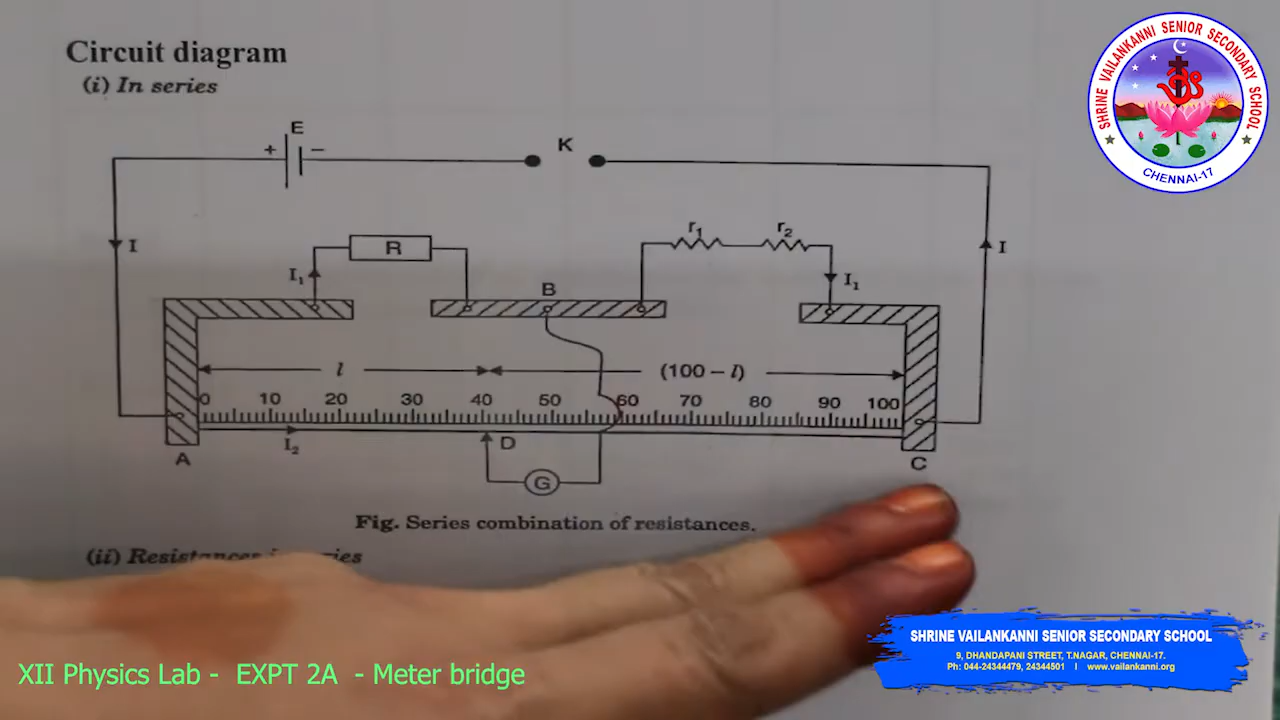 Circuit diagram
(i) In series
SHRINE VAILANKANNI SENIOR SECONDARY SCHOOL
CHENNAI-17
E
+ −
K
I
R
r1 r2
I
I1
I1
B
l
(100 − l)
0 10 20 30 40 50 60 70 80 90 100
I2
D
A
C
G
Fig. Series combination of resistances.
(ii)
SHRINE VAILANKANNI SENIOR SECONDARY SCHOOL
9, DHANDAPANI STREET, T.NAGAR, CHENNAI-17.
Ph: 044-24344479, 24344501 I www.vailankanni.org
XII Physics Lab - EXPT 2A - Meter bridge